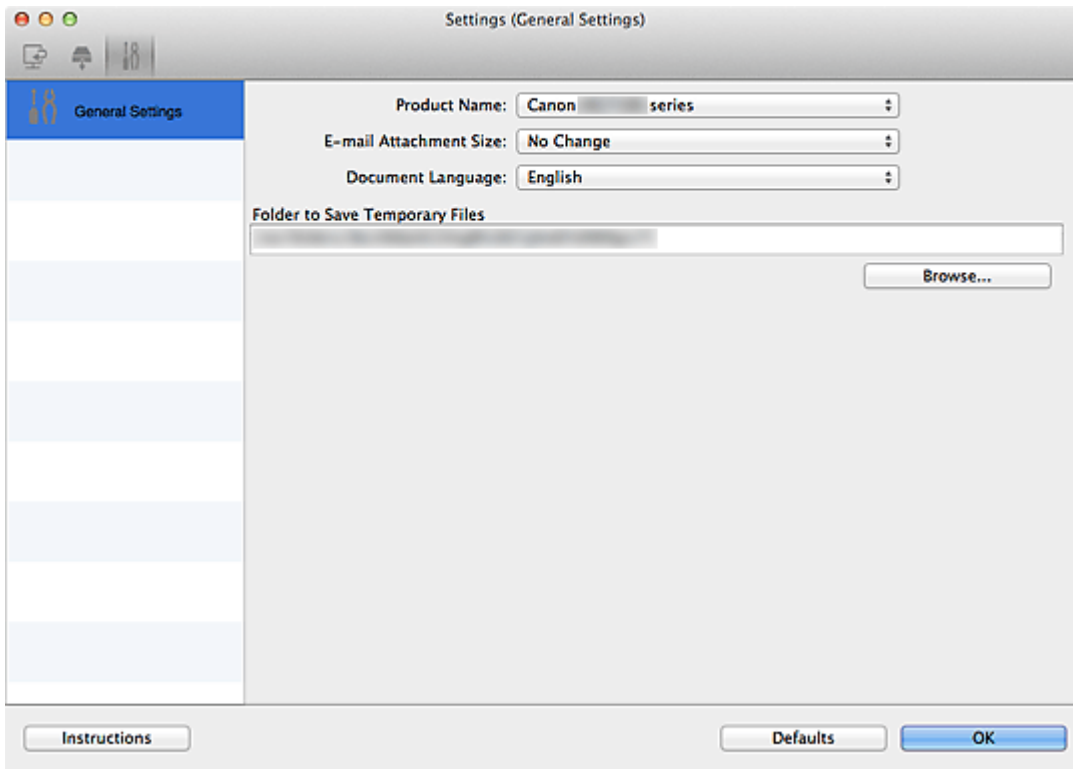 Settings (General Settings)
General Settings
Product Name: Canon series
E-mail Attachment Size: No Change
Document Language: English
Folder to Save Temporary Files
Browse...
Instructions Defaults OK